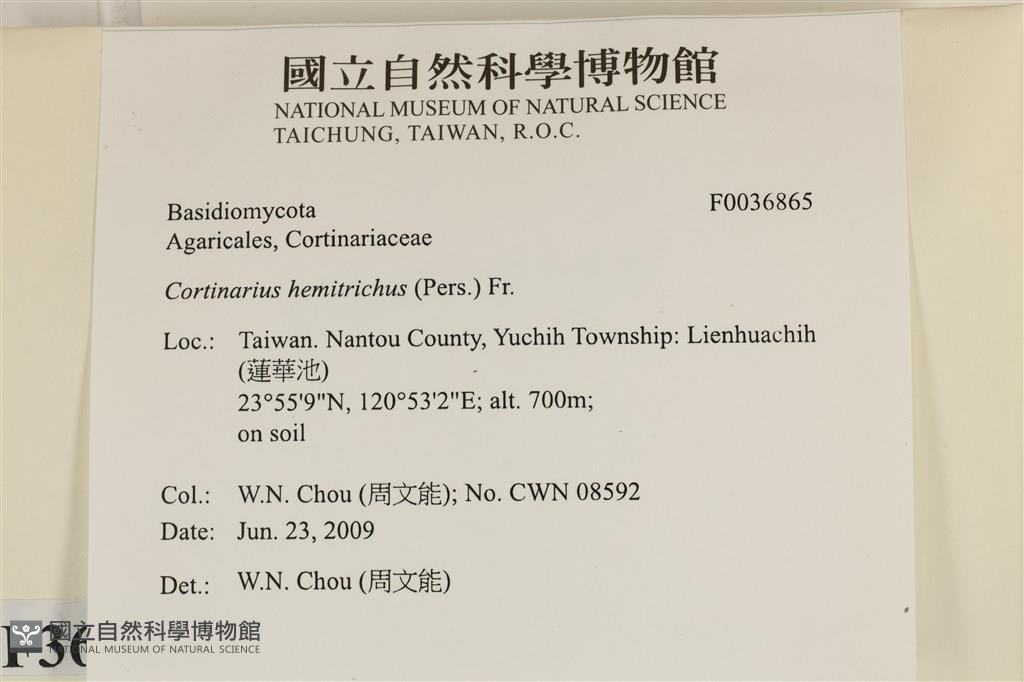 國立自然科學博物館
NATIONAL MUSEUM OF NATURAL SCIENCE
TAICHUNG, TAIWAN, R.O.C.
Basidiomycota F0036865
Agaricales, Cortinariaceae
Cortinarius hemitrichus (Pers.) Fr.
Loc.: Taiwan. Nantou County, Yuchih Township: Lienhuachih
(蓮華池)
23°55'9"N, 120°53'2"E; alt. 700m;
on soil
Col.: W.N. Chou (周文能); No. CWN 08592
Date: Jun. 23, 2009
Det.: W.N. Chou (周文能)
國立自然科學博物館
NATIONAL MUSEUM OF NATURAL SCIENCE